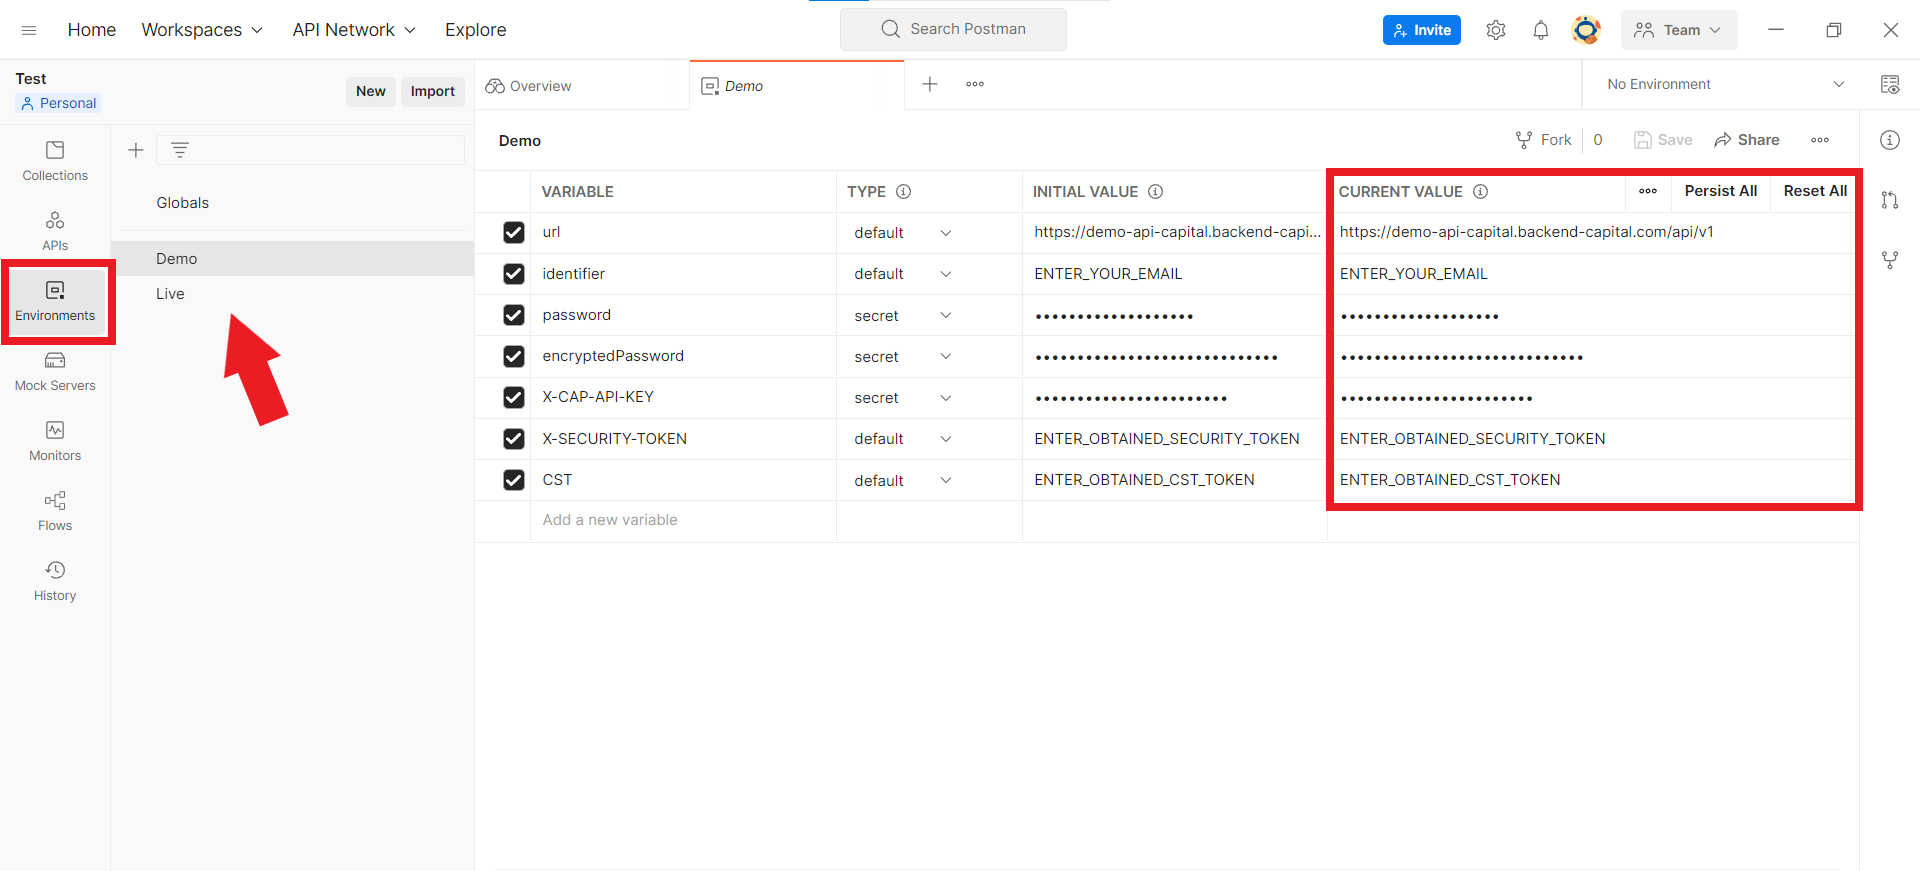 Home Workspaces API Network Explore Search Postman Invite Team
Test
Personal
New Import
Overview Demo No Environment
Collections
APIs
Environments
Mock Servers
Monitors
Flows
History
Globals
Demo
Live
Demo Fork 0 Save Share
VARIABLE TYPE INITIAL VALUE CURRENT VALUE Persist All Reset All
url default https://demo-api-capital.backend-capi... https://demo-api-capital.backend-capital.com/api/v1
identifier default ENTER_YOUR_EMAIL ENTER_YOUR_EMAIL
password secret ••••••••••••••••••• •••••••••••••••••••
encryptedPassword secret ••••••••••••••••••••••••••••• •••••••••••••••••••••••••••••
X-CAP-API-KEY secret ••••••••••••••••••••••• •••••••••••••••••••••••
X-SECURITY-TOKEN default ENTER_OBTAINED_SECURITY_TOKEN ENTER_OBTAINED_SECURITY_TOKEN
CST default ENTER_OBTAINED_CST_TOKEN ENTER_OBTAINED_CST_TOKEN
Add a new variable